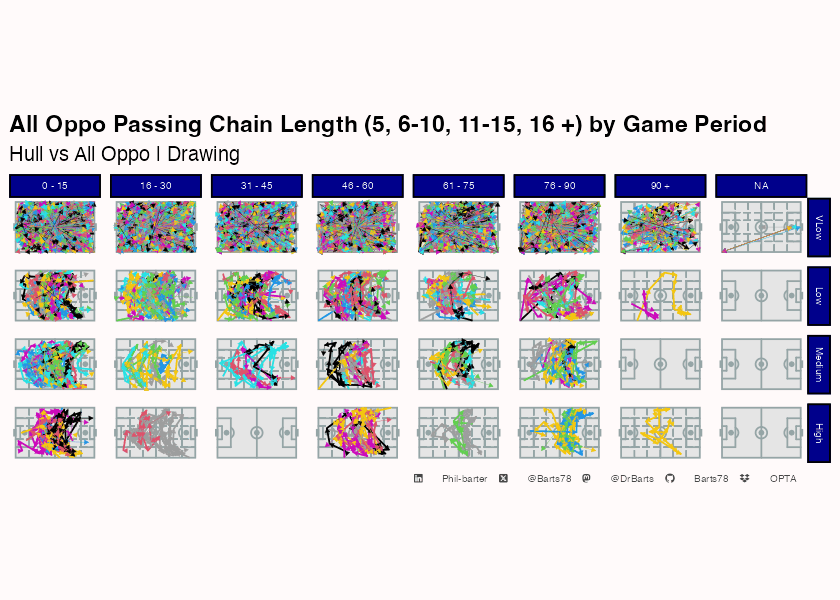 All Oppo Passing Chain Length (5, 6-10, 11-15, 16 +) by Game Period
Hull vs All Oppo | Drawing
0 - 15 16 - 30 31 - 45 46 - 60 61 - 75 76 - 90 90 + NA
VLow
Low
Medium
High
Phil-barter @Barts78 @DrBarts Barts78 OPTA